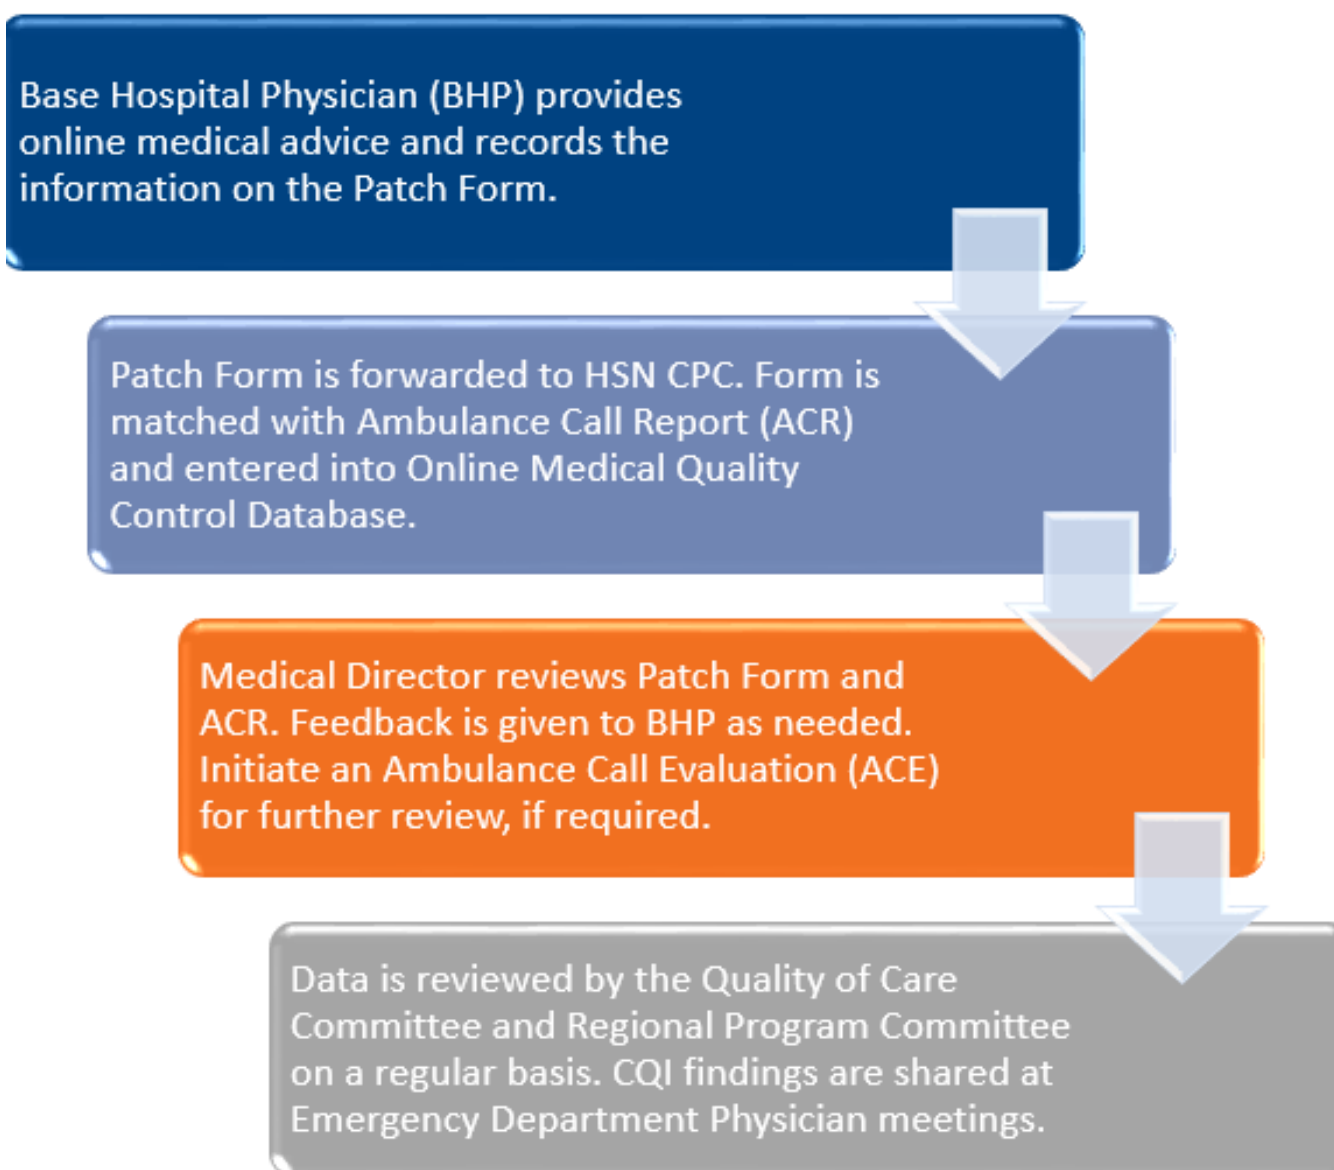 Base Hospital Physician (BHP) provides
online medical advice and records the
information on the Patch Form.
Patch Form is forwarded to HSN CPC. Form is
matched with Ambulance Call Report (ACR)
and entered into Online Medical Quality
Control Database.
Medical Director reviews Patch Form and
ACR. Feedback is given to BHP as needed.
Initiate an Ambulance Call Evaluation (ACE)
for further review, if required.
Data is reviewed by the Quality of Care
Committee and Regional Program Committee
on a regular basis. CQI findings are shared at
Emergency Department Physician meetings.